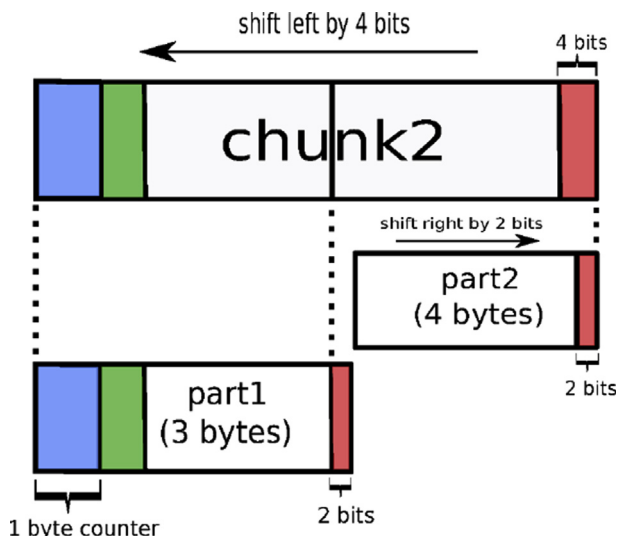 shift left by 4 bits
4 bits
chunk2
shift right by 2 bits
part2
(4 bytes)
2 bits
part1
(3 bytes)
2 bits
1 byte counter